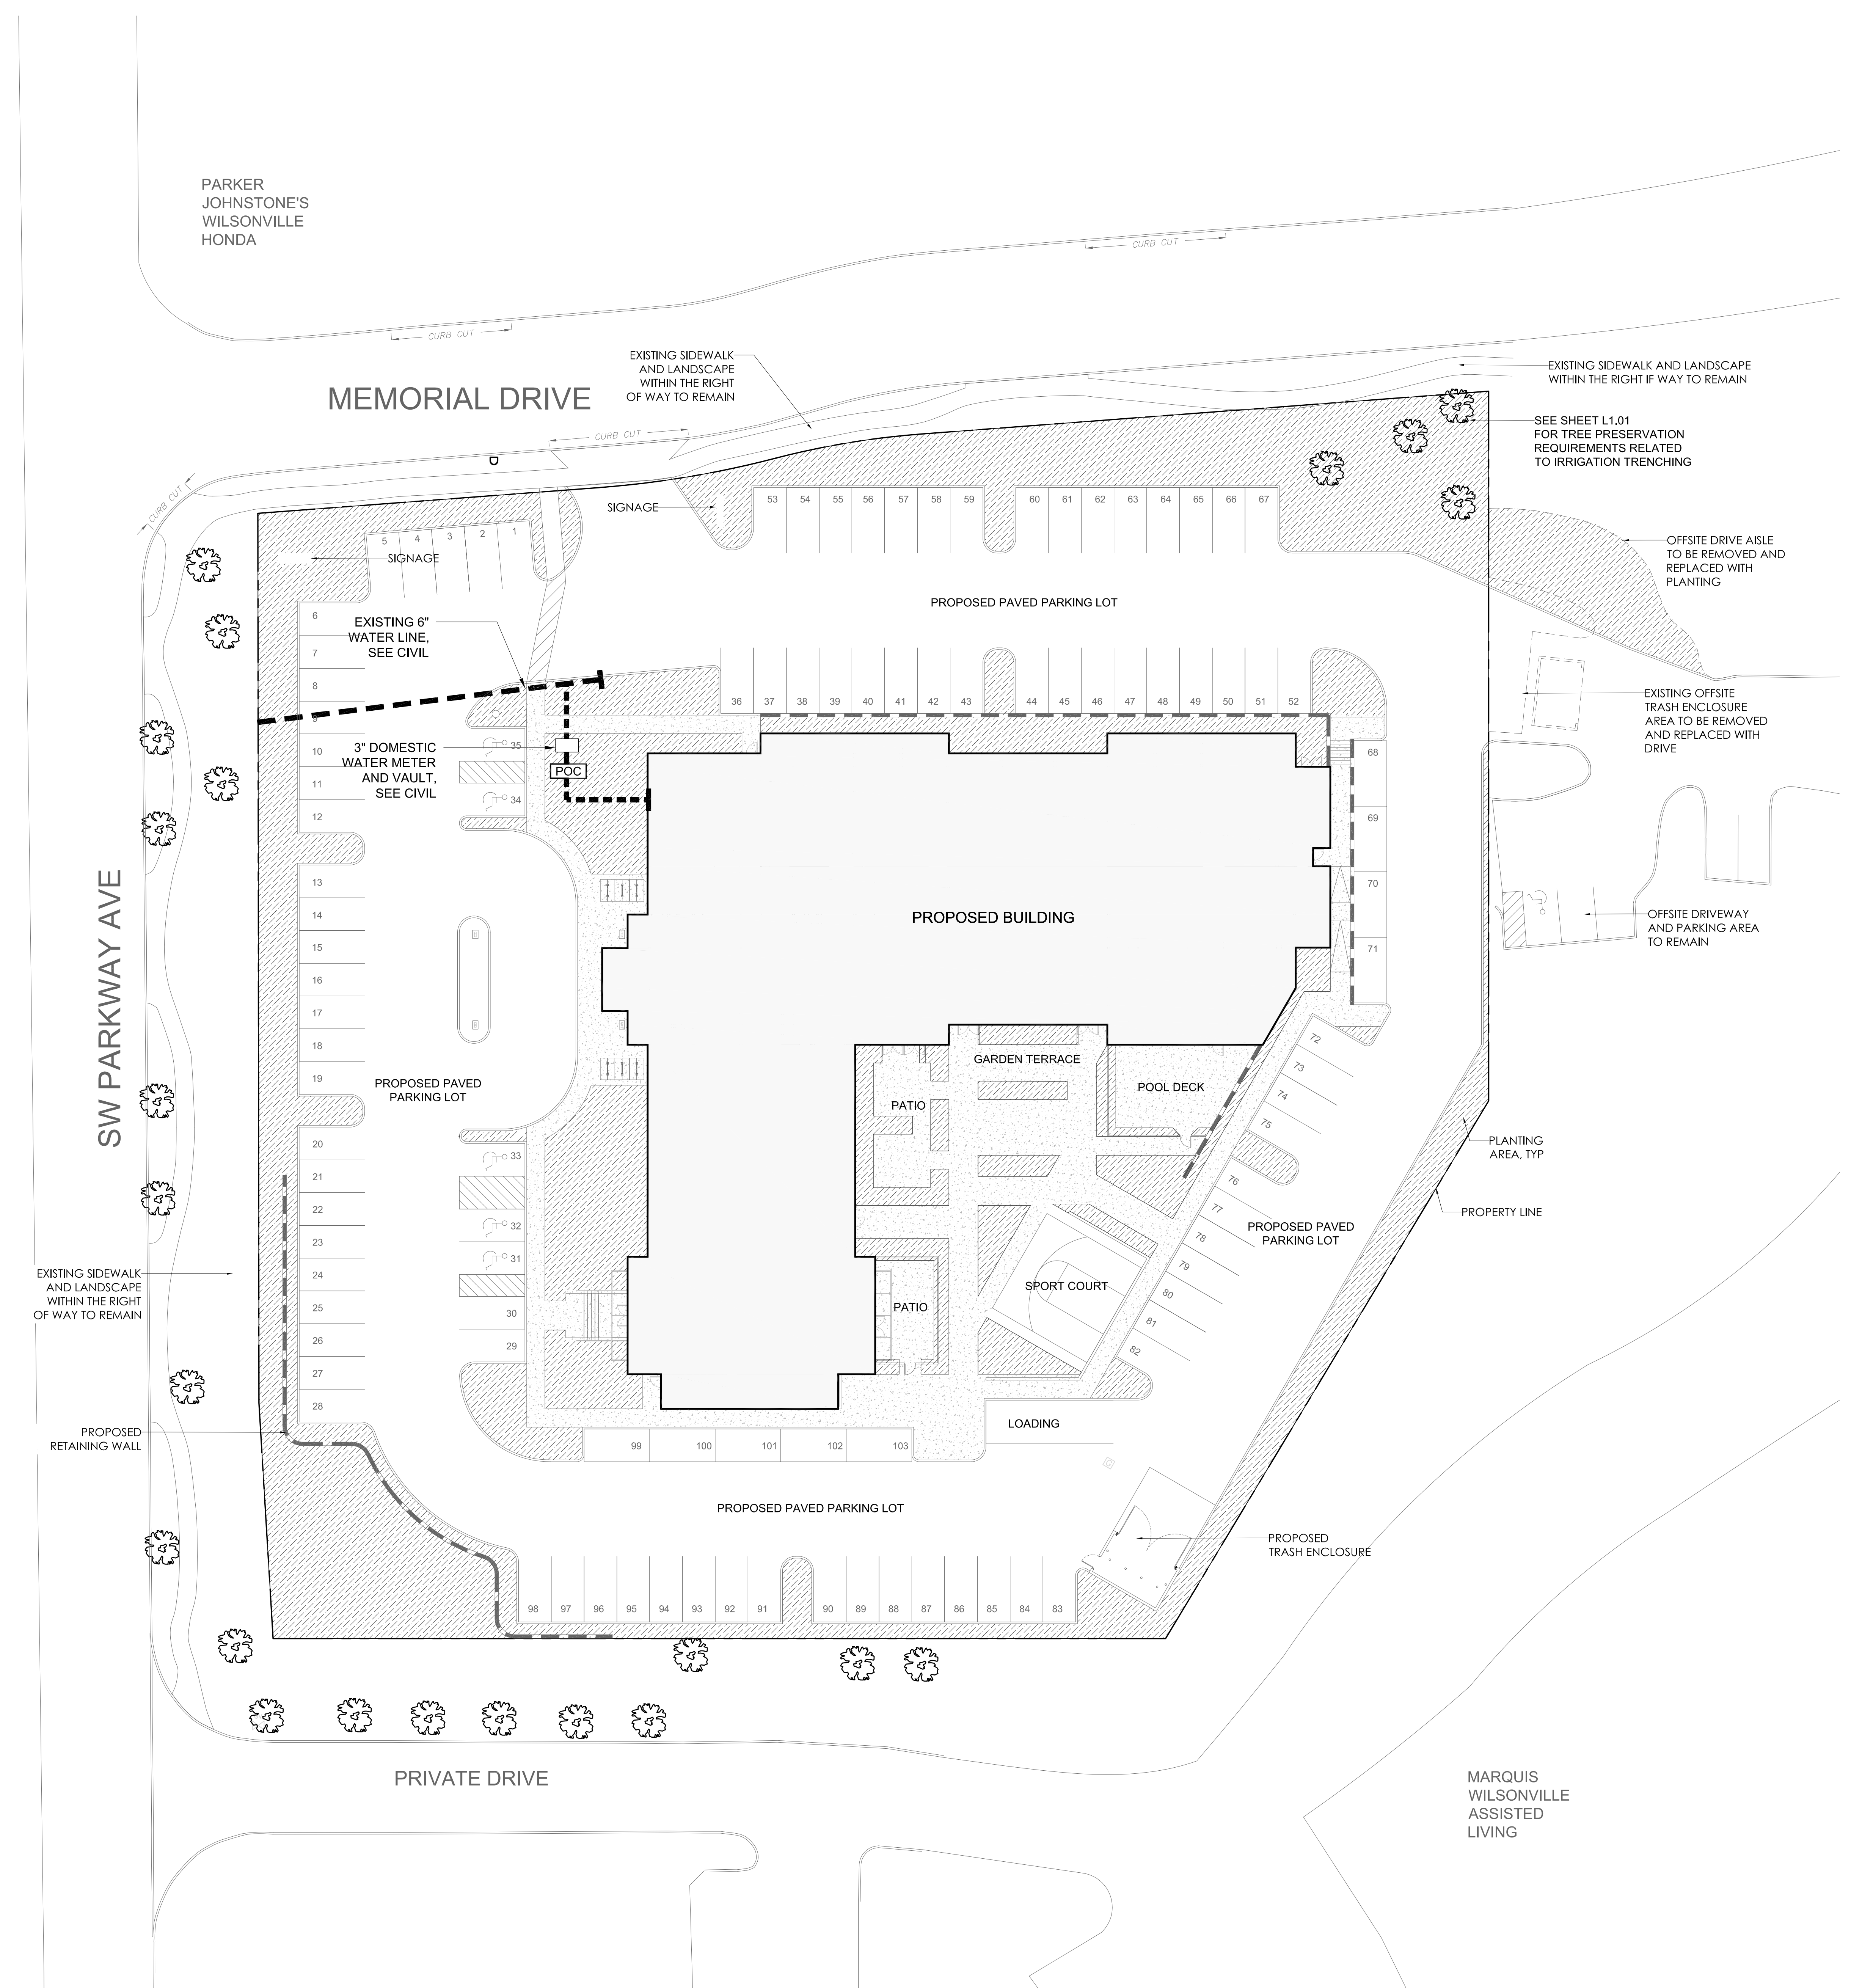 PARKER
JOHNSTONE'S
WILSONVILLE
HONDA
CURB CUT
CURB CUT
MEMORIAL DRIVE
EXISTING SIDEWALK
AND LANDSCAPE
WITHIN THE RIGHT
OF WAY TO REMAIN
EXISTING SIDEWALK AND LANDSCAPE
WITHIN THE RIGHT IF WAY TO REMAIN
SEE SHEET L1.01
FOR TREE PRESERVATION
REQUIREMENTS RELATED
TO IRRIGATION TRENCHING
CURB CUT
D
CURB CUT
SIGNAGE
53 54 55 56 57 58 59 60 61 62 63 64 65 66 67
5 4 3 2 1
SIGNAGE
OFFSITE DRIVE AISLE
TO BE REMOVED AND
REPLACED WITH
PLANTING
PROPOSED PAVED PARKING LOT
6
7
8
9
10
11
12
EXISTING 6"
WATER LINE,
SEE CIVIL
36 37 38 39 40 41 42 43 44 45 46 47 48 49 50 51 52
EXISTING OFFSITE
TRASH ENCLOSURE
AREA TO BE REMOVED
AND REPLACED WITH
DRIVE
3" DOMESTIC
WATER METER
AND VAULT,
SEE CIVIL
35
34
POC
68
69
70
71
PROPOSED BUILDING
OFFSITE DRIVEWAY
AND PARKING AREA
TO REMAIN
SW PARKWAY AVE
13
14
15
16
17
18
19
PROPOSED PAVED
PARKING LOT
GARDEN TERRACE
POOL DECK
PATIO
72
73
74
75
PLANTING
AREA, TYP
20
21
22
23
24
25
26
27
28
33
32
31
30
29
76
77
78
79
80
81
82
PROPOSED PAVED
PARKING LOT
PROPERTY LINE
EXISTING SIDEWALK
AND LANDSCAPE
WITHIN THE RIGHT
OF WAY TO REMAIN
SPORT COURT
PATIO
LOADING
PROPOSED
RETAINING WALL
99 100 101 102 103
PROPOSED PAVED PARKING LOT
PROPOSED
TRASH ENCLOSURE
98 97 96 95 94 93 92 91 90 89 88 87 86 85 84 83
PRIVATE DRIVE
MARQUIS
WILSONVILLE
ASSISTED
LIVING